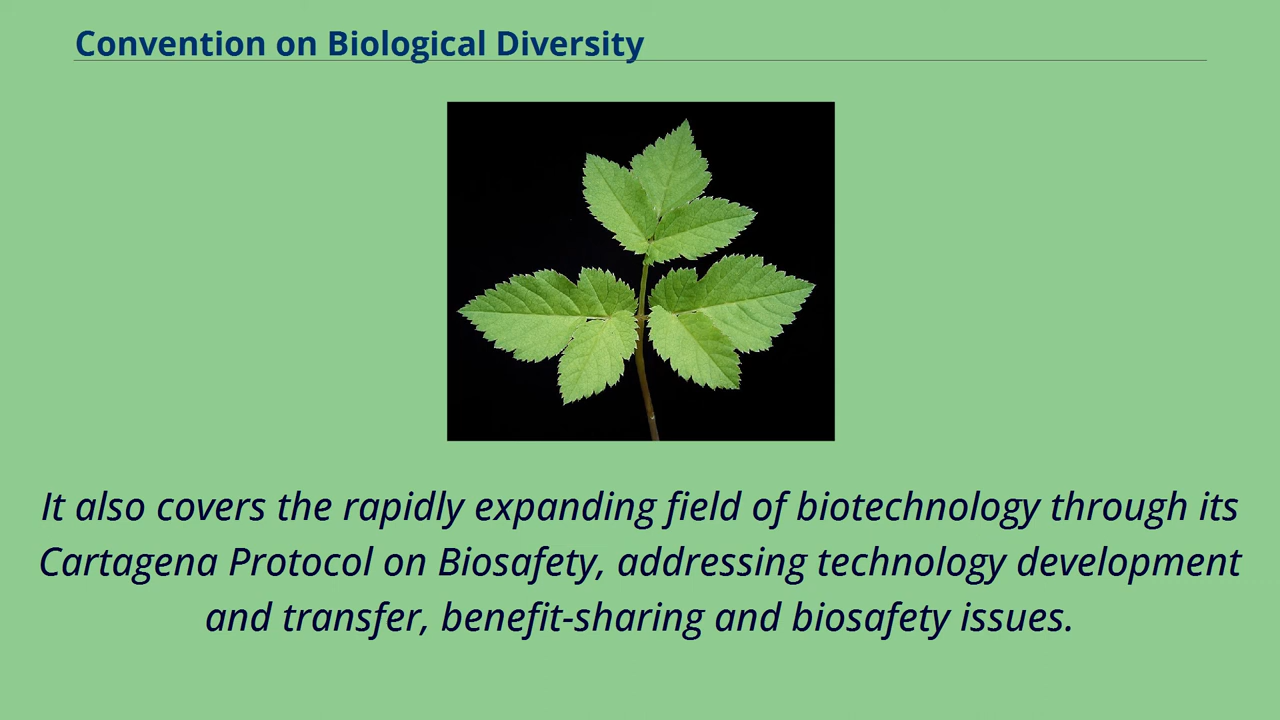 Convention on Biological Diversity
It also covers the rapidly expanding field of biotechnology through its
Cartagena Protocol on Biosafety, addressing technology development
and transfer, benefit-sharing and biosafety issues.